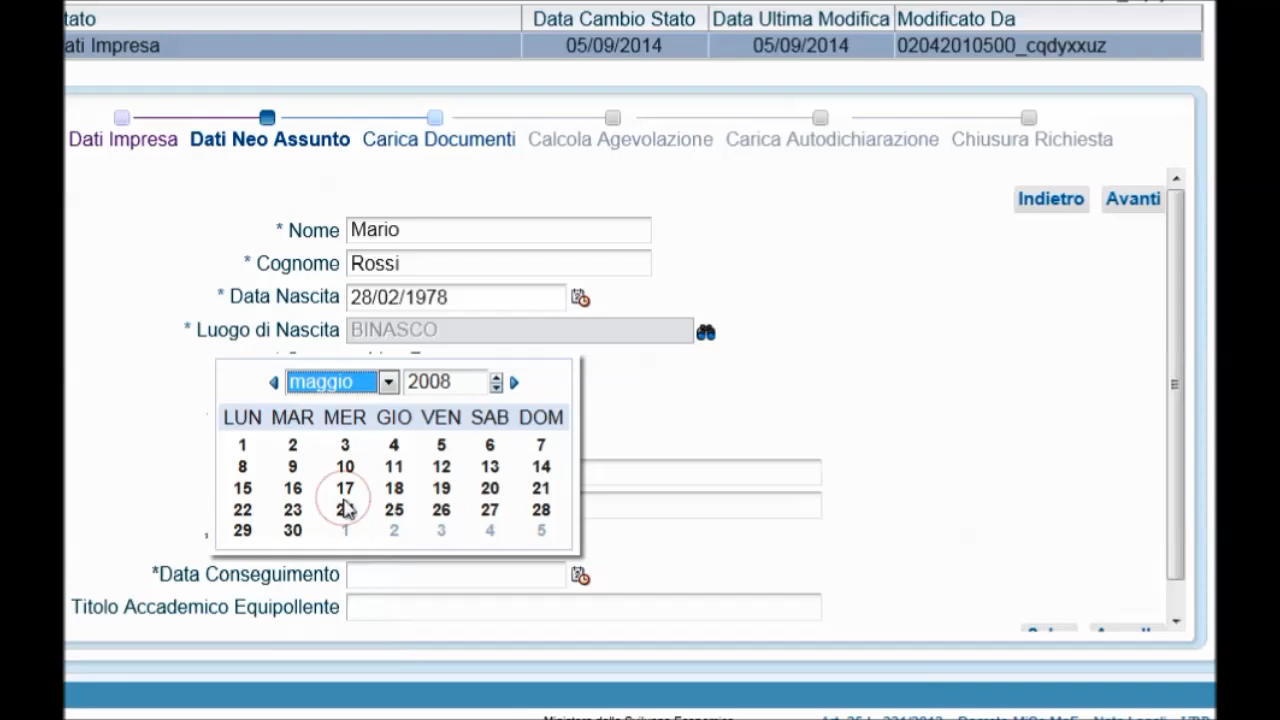 tato Data Cambio Stato Data Ultima Modifica Modificato Da
ati Impresa 05/09/2014 05/09/2014 02042010500_cqdyxxuz
Dati Impresa Dati Neo Assunto Carica Documenti Calcola Agevolazione Carica Autodichiarazione Chiusura Richiesta
Indietro Avanti
* Nome Mario
* Cognome Rossi
* Data Nascita 28/02/1978
* Luogo di Nascita BINASCO
maggio 2008
LUN MAR MER GIO VEN SAB DOM
1 2 3 4 5 6 7
8 9 10 11 12 13 14
15 16 17 18 19 20 21
22 23 24 25 26 27 28
29 30 1 2 3 4 5
*Data Conseguimento
Titolo Accademico Equipollente